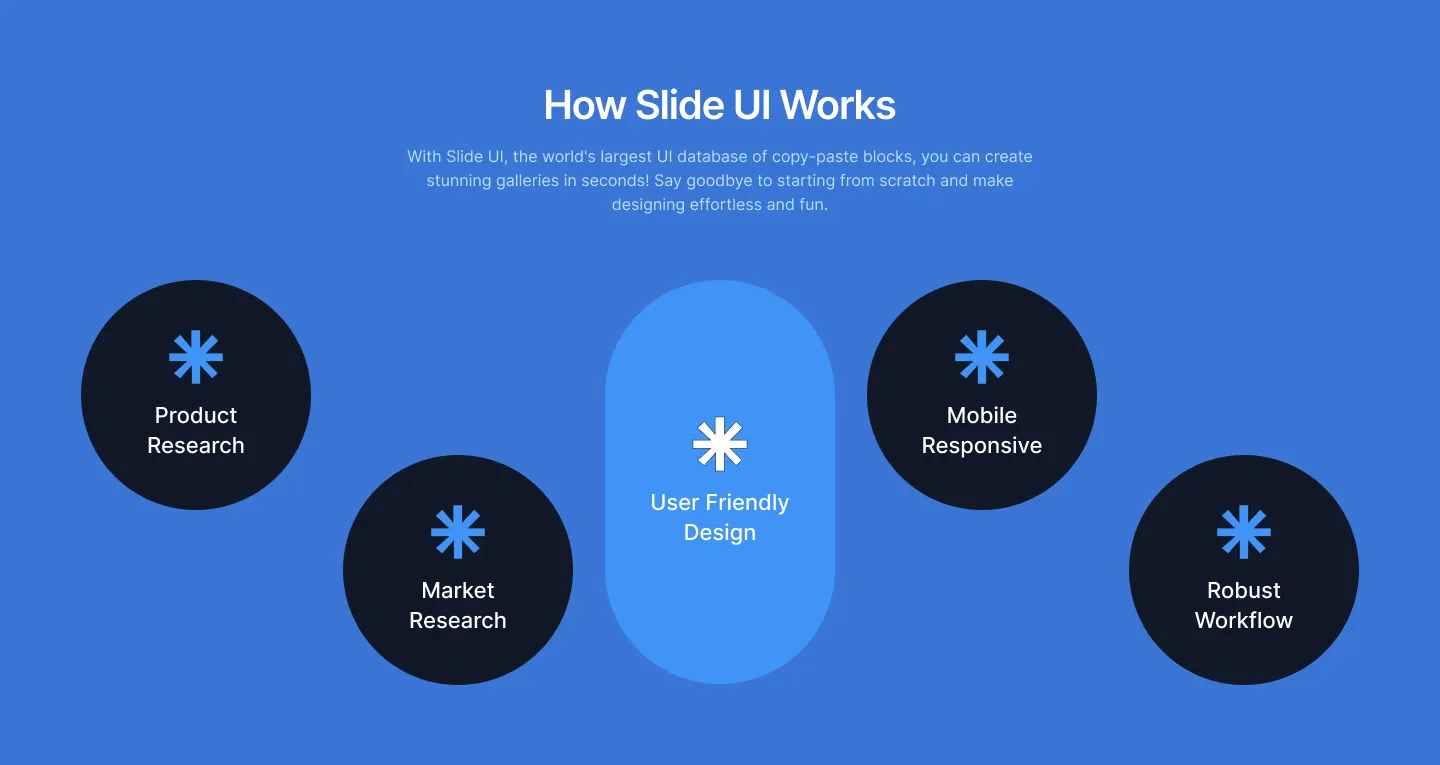 How Slide UI Works
With Slide UI, the world's largest UI database of copy-paste blocks, you can create
stunning galleries in seconds! Say goodbye to starting from scratch and make
designing effortless and fun.
Product
Research
Market
Research
User Friendly
Design
Mobile
Responsive
Robust
Workflow